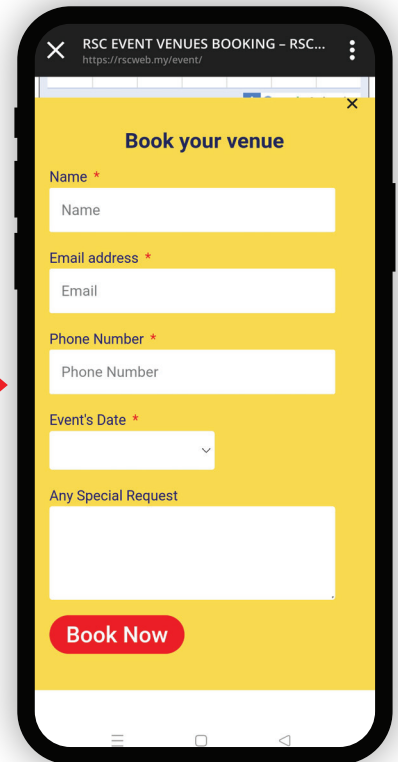 RSC EVENT VENUES BOOKING – RSC...
https://rscweb.my/event/
Book your venue
Name *
Name
Email address *
Email
Phone Number *
Phone Number
Event's Date *
Any Special Request
Book Now